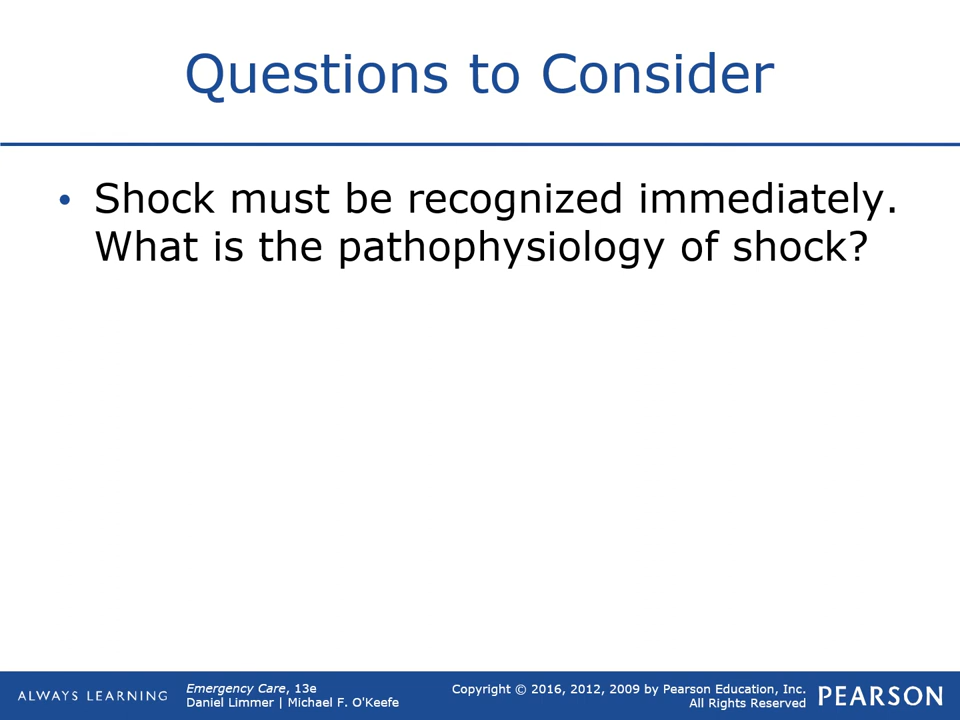 Questions to Consider
• Shock must be recognized immediately.
What is the pathophysiology of shock?
ALWAYS LEARNING
Emergency Care, 13e
Daniel Limmer | Michael F. O'Keefe
Copyright © 2016, 2012, 2009 by Pearson Education, Inc.
All Rights Reserved
PEARSON